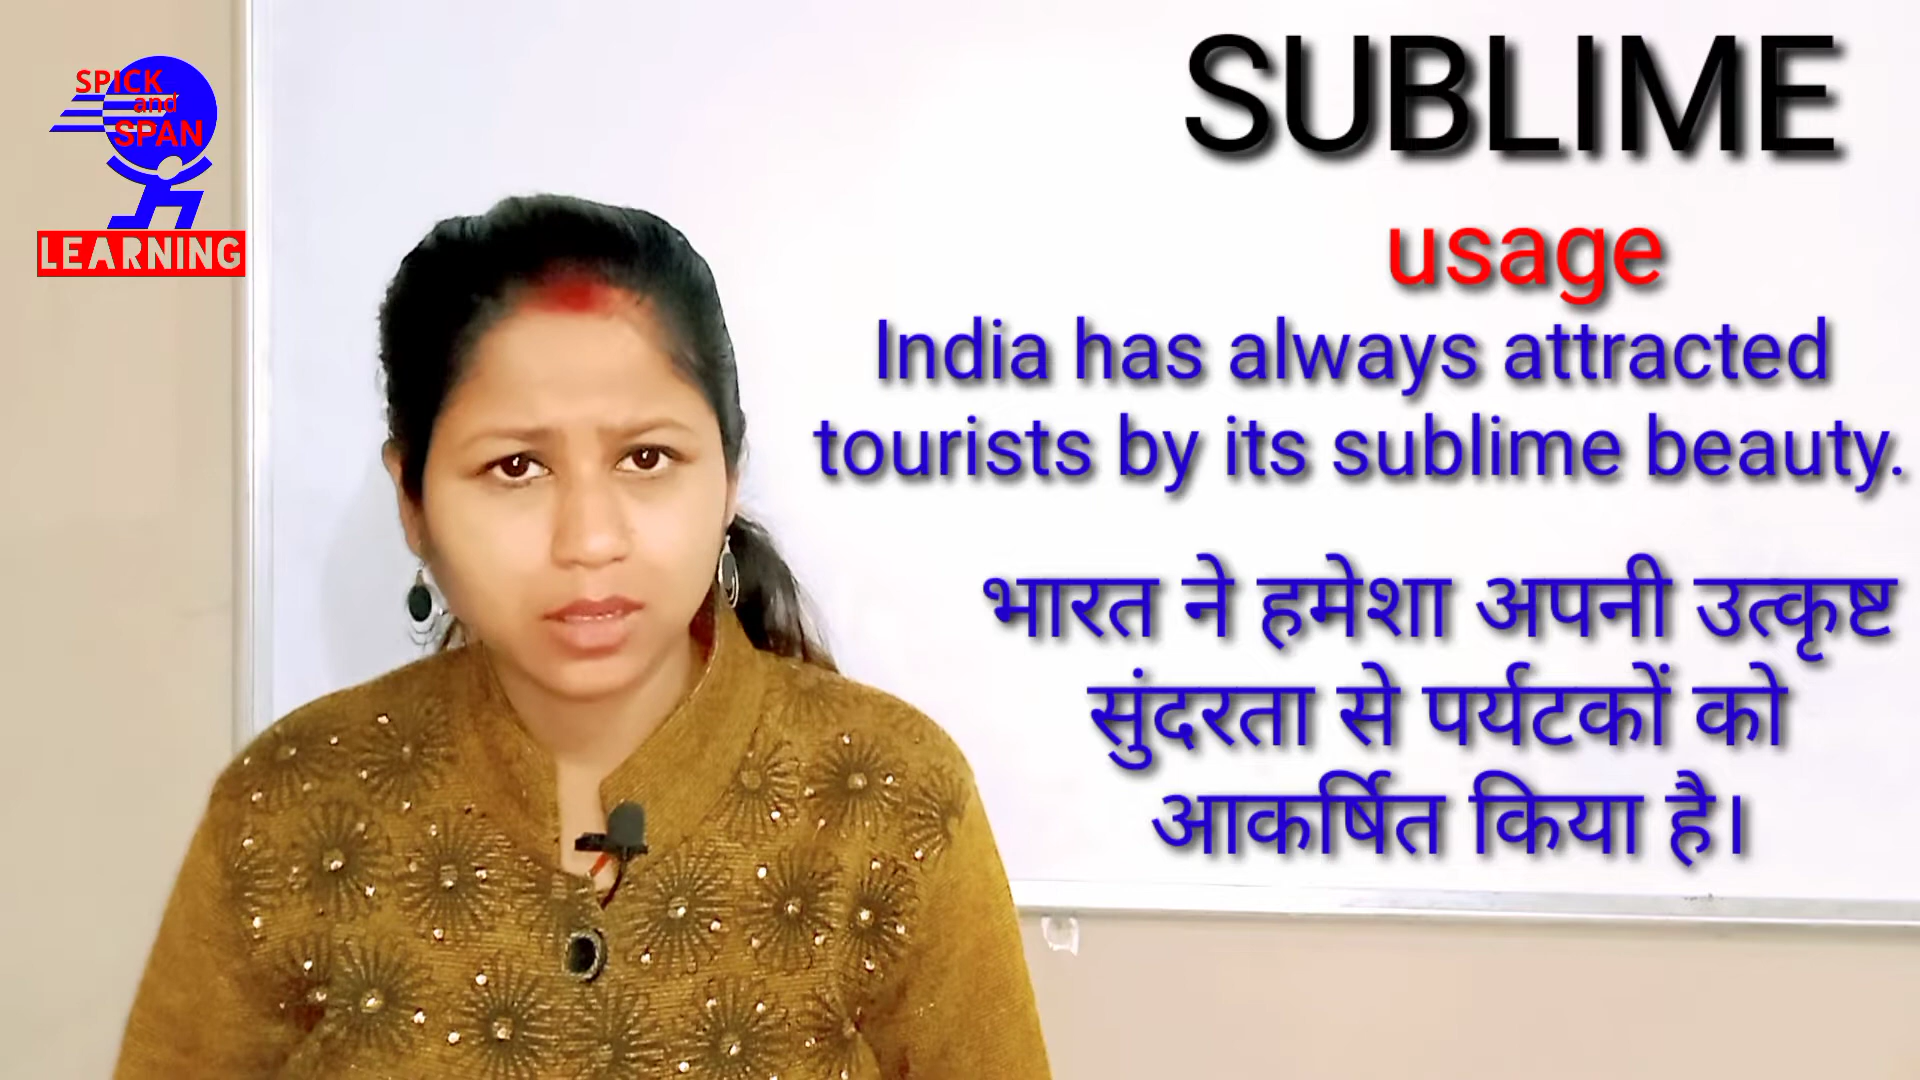 SPICK
and
SPAN
LEARNING
SUBLIME
usage
India has always attracted
tourists by its sublime beauty.
भारत ने हमेशा अपनी उत्कृष्ट
सुंदरता से पर्यटकों को
आकर्षित किया है।